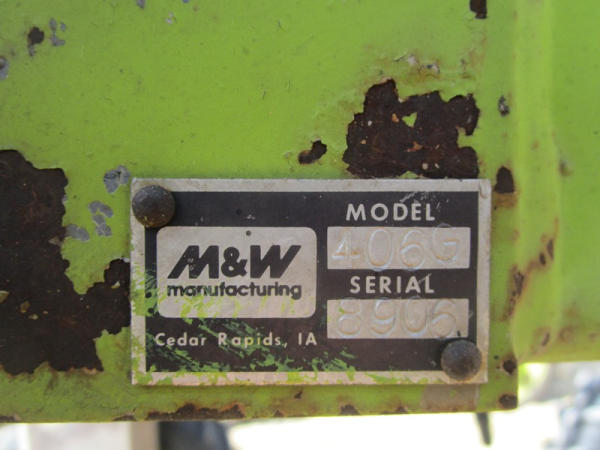 M&W
manufacturing
Cedar Rapids, IA
MODEL
406G
SERIAL
8906